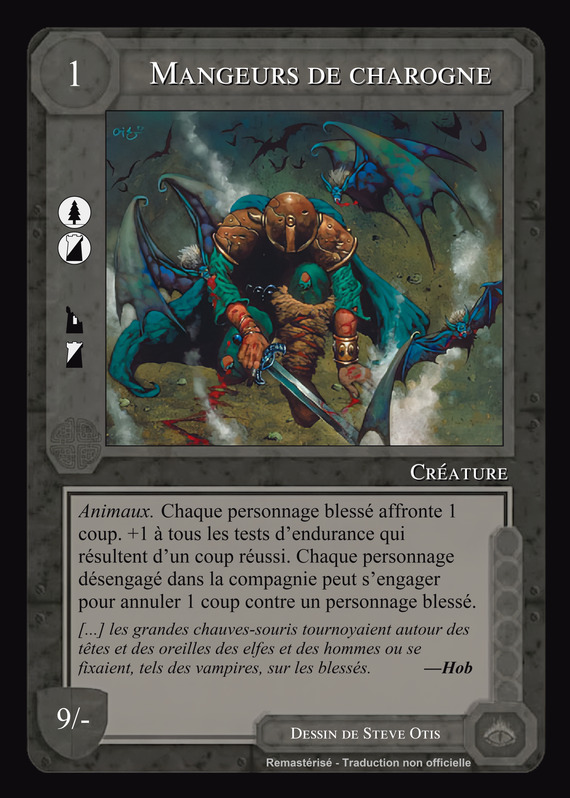 1
Mangeurs de charogne
Créature
Animaux. Chaque personnage blessé affronte 1
coup. +1 à tous les tests d’endurance qui
résultent d’un coup réussi. Chaque personnage
désengagé dans la compagnie peut s’engager
pour annuler 1 coup contre un personnage blessé.
[...] les grandes chauves-souris tournoyaient autour des
têtes et des oreilles des elfes et des hommes ou se
fixaient, tels des vampires, sur les blessés. —Hob
9/-
Dessin de Steve Otis
Remastérisé - Traduction non officielle